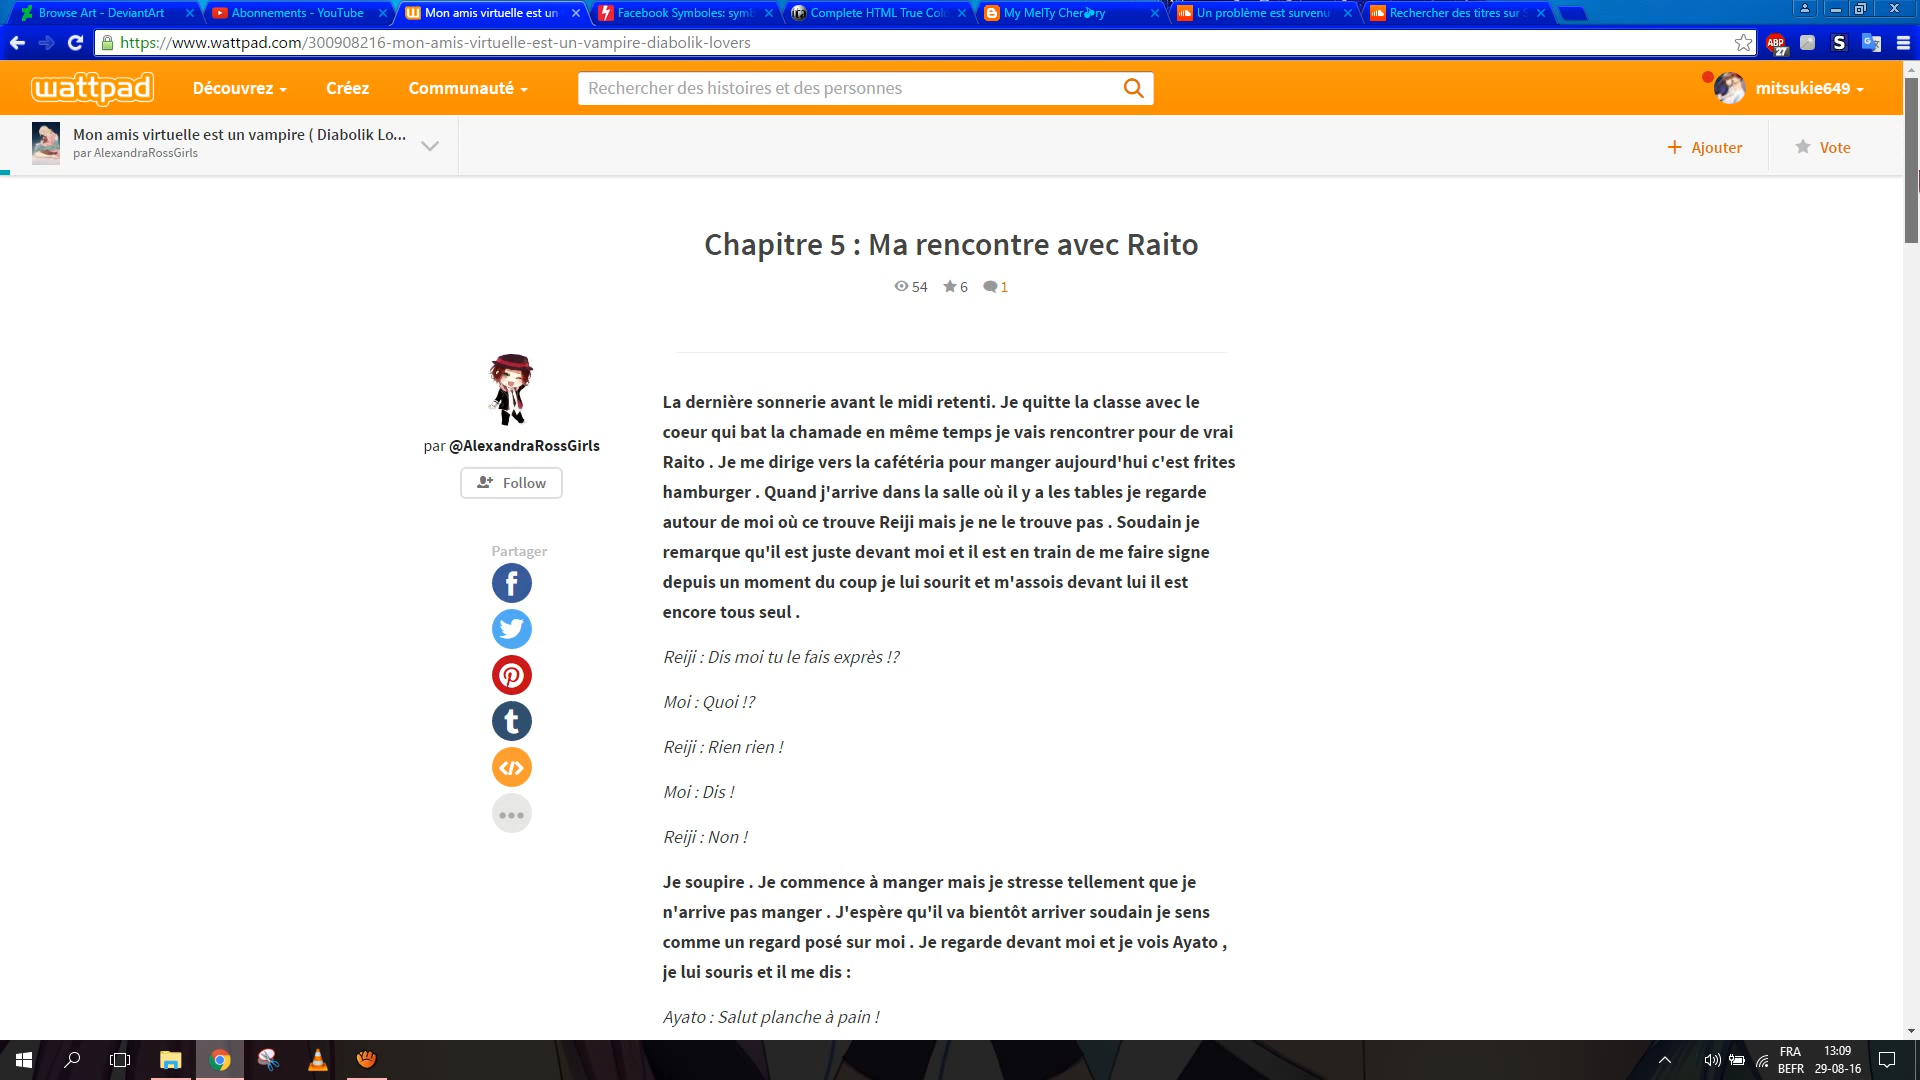 Browse Art - DeviantArt
Abonnements - YouTube
Mon amis virtuelle est un
Facebook Symboles: sym
Complete HTML True Col
My MelTy Cher♪ry
Un problème est survenu
Rechercher des titres sur
https://www.wattpad.com/300908216-mon-amis-virtuelle-est-un-vampire-diabolik-lovers
ABP
27
S
wattpad
Découvrez
Créez
Communauté
Rechercher des histoires et des personnes
mitsukie649
Mon amis virtuelle est un vampire ( Diabolik Lo...
par AlexandraRossGirls
+ Ajouter
Vote
Chapitre 5 : Ma rencontre avec Raito
54 6 1
par @AlexandraRossGirls
Follow
Partager
La dernière sonnerie avant le midi retenti. Je quitte la classe avec le
coeur qui bat la chamade en même temps je vais rencontrer pour de vrai
Raito . Je me dirige vers la cafétéria pour manger aujourd'hui c'est frites
hamburger . Quand j'arrive dans la salle où il y a les tables je regarde
autour de moi où ce trouve Reiji mais je ne le trouve pas . Soudain je
remarque qu'il est juste devant moi et il est en train de me faire signe
depuis un moment du coup je lui sourit et m'assois devant lui il est
encore tous seul .
Reiji : Dis moi tu le fais exprès !?
Moi : Quoi !?
Reiji : Rien rien !
Moi : Dis !
Reiji : Non !
Je soupire . Je commence à manger mais je stresse tellement que je
n'arrive pas manger . J'espère qu'il va bientôt arriver soudain je sens
comme un regard posé sur moi . Je regarde devant moi et je vois Ayato ,
je lui souris et il me dis :
Ayato : Salut planche à pain !
FRA
BEFR
13:09
29-08-16